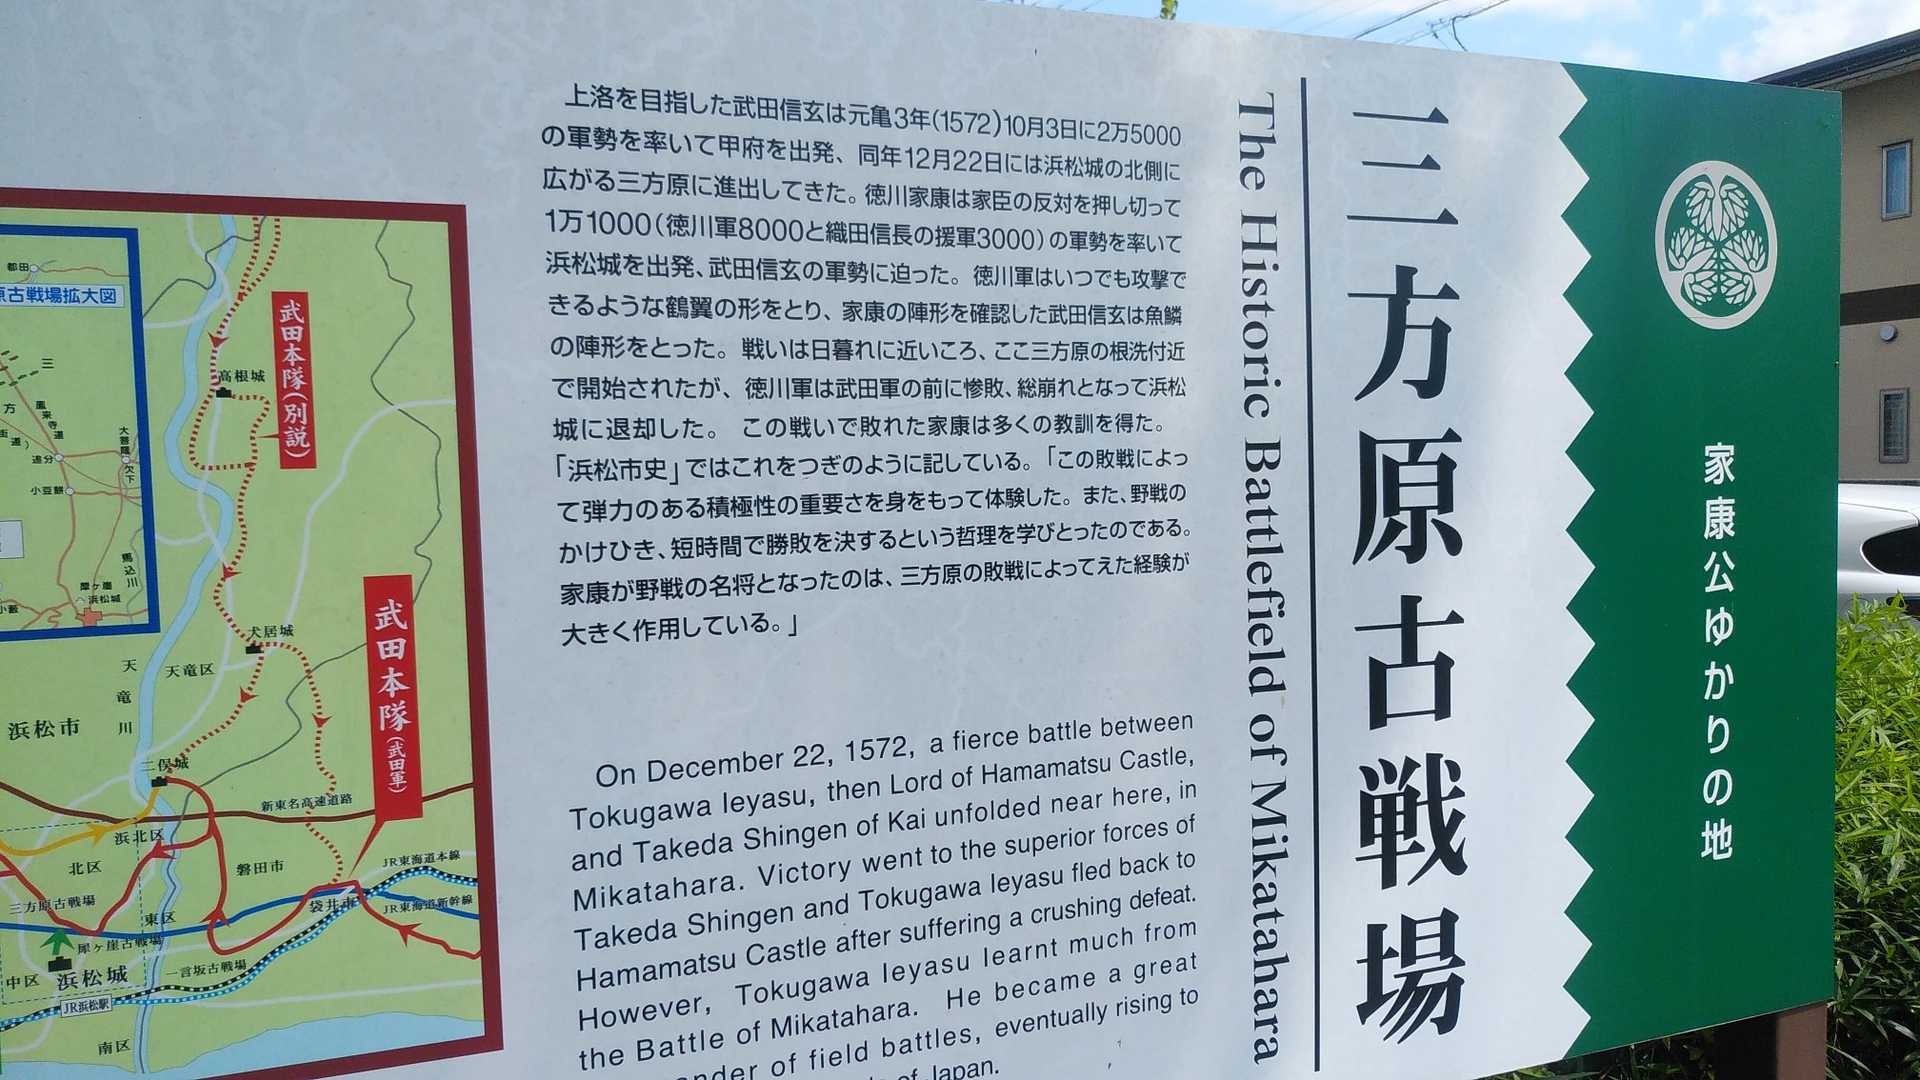 家康公ゆかりの地
三方原古戦場
The Historic Battlefield of Mikatahara
上洛を目指した武田信玄は元亀3年(1572)10月3日に2万5000
の軍勢を率いて甲府を出発、同年12月22日には浜松城の北側に
広がる三方原に進出してきた。徳川家康は家臣の反対を押し切って
1万1000(徳川軍8000と織田信長の援軍3000)の軍勢を率いて
浜松城を出発、武田信玄の軍勢に迫った。徳川軍はいつでも攻撃で
きるような鶴翼の形をとり、家康の陣形を確認した武田信玄は魚鱗
の陣形をとった。戦いは日暮れに近いころ、ここ三方原の根洗付近
で開始されたが、徳川軍は武田軍の前に惨敗、総崩れとなって浜松
城に退却した。この戦いで敗れた家康は多くの教訓を得た。
「浜松市史」ではこれをつぎのように記している。「この敗戦によっ
て弾力のある積極性の重要さを身をもって体験した。また、野戦の
かけひき、短時間で勝敗を決するという哲理を学びとったのである。
家康が野戦の名将となったのは、三方原の敗戦によってえた経験が
大きく作用している。」
On December 22, 1572, a fierce battle between
Tokugawa Ieyasu, then Lord of Hamamatsu Castle,
and Takeda Shingen of Kai unfolded near here, in
Mikatahara. Victory went to the superior forces of
Takeda Shingen and Tokugawa Ieyasu fled back to
Hamamatsu Castle after suffering a crushing defeat.
However, Tokugawa Ieyasu learnt much from
the Battle of Mikatahara. He became a great
of field battles, eventually rising to
of Japan.
都田
古戦場拡大図
三
方
鳳来寺道
街道
追分
大菩薩
欠下
小豆餅
馬込川
犀ヶ崖
浜松城
小藪
武田本隊(別説)
高根城
武田本隊(武田軍)
犬居城
天竜川
天竜区
浜松市
二俣城
新東名高速道路
浜北区
北区
磐田市
JR東海道本線
三方原古戦場
袋井市
JR東海道新幹線
東区
犀ヶ崖古戦場
一言坂古戦場
中区
浜松城
JR浜松駅
南区